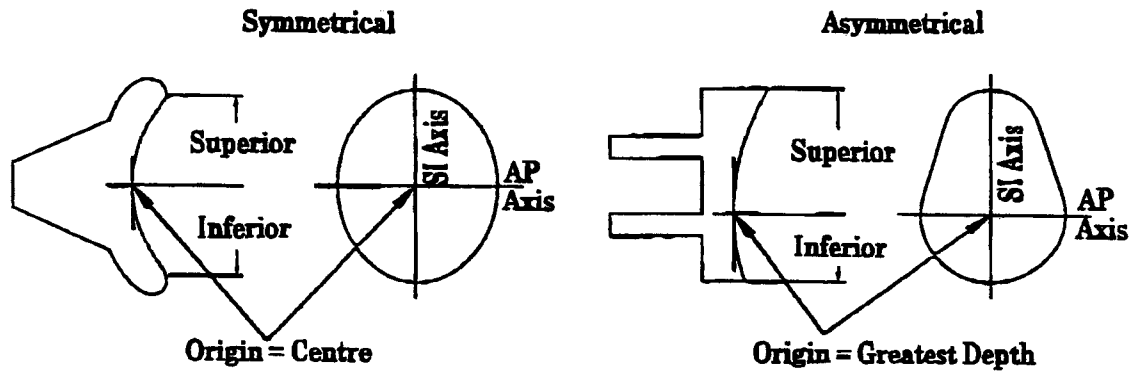 Symmetrical
Superior
Inferior
SI Axis
AP
Axis
Origin = Centre
Asymmetrical
Superior
Inferior
SI Axis
AP
Axis
Origin = Greatest Depth